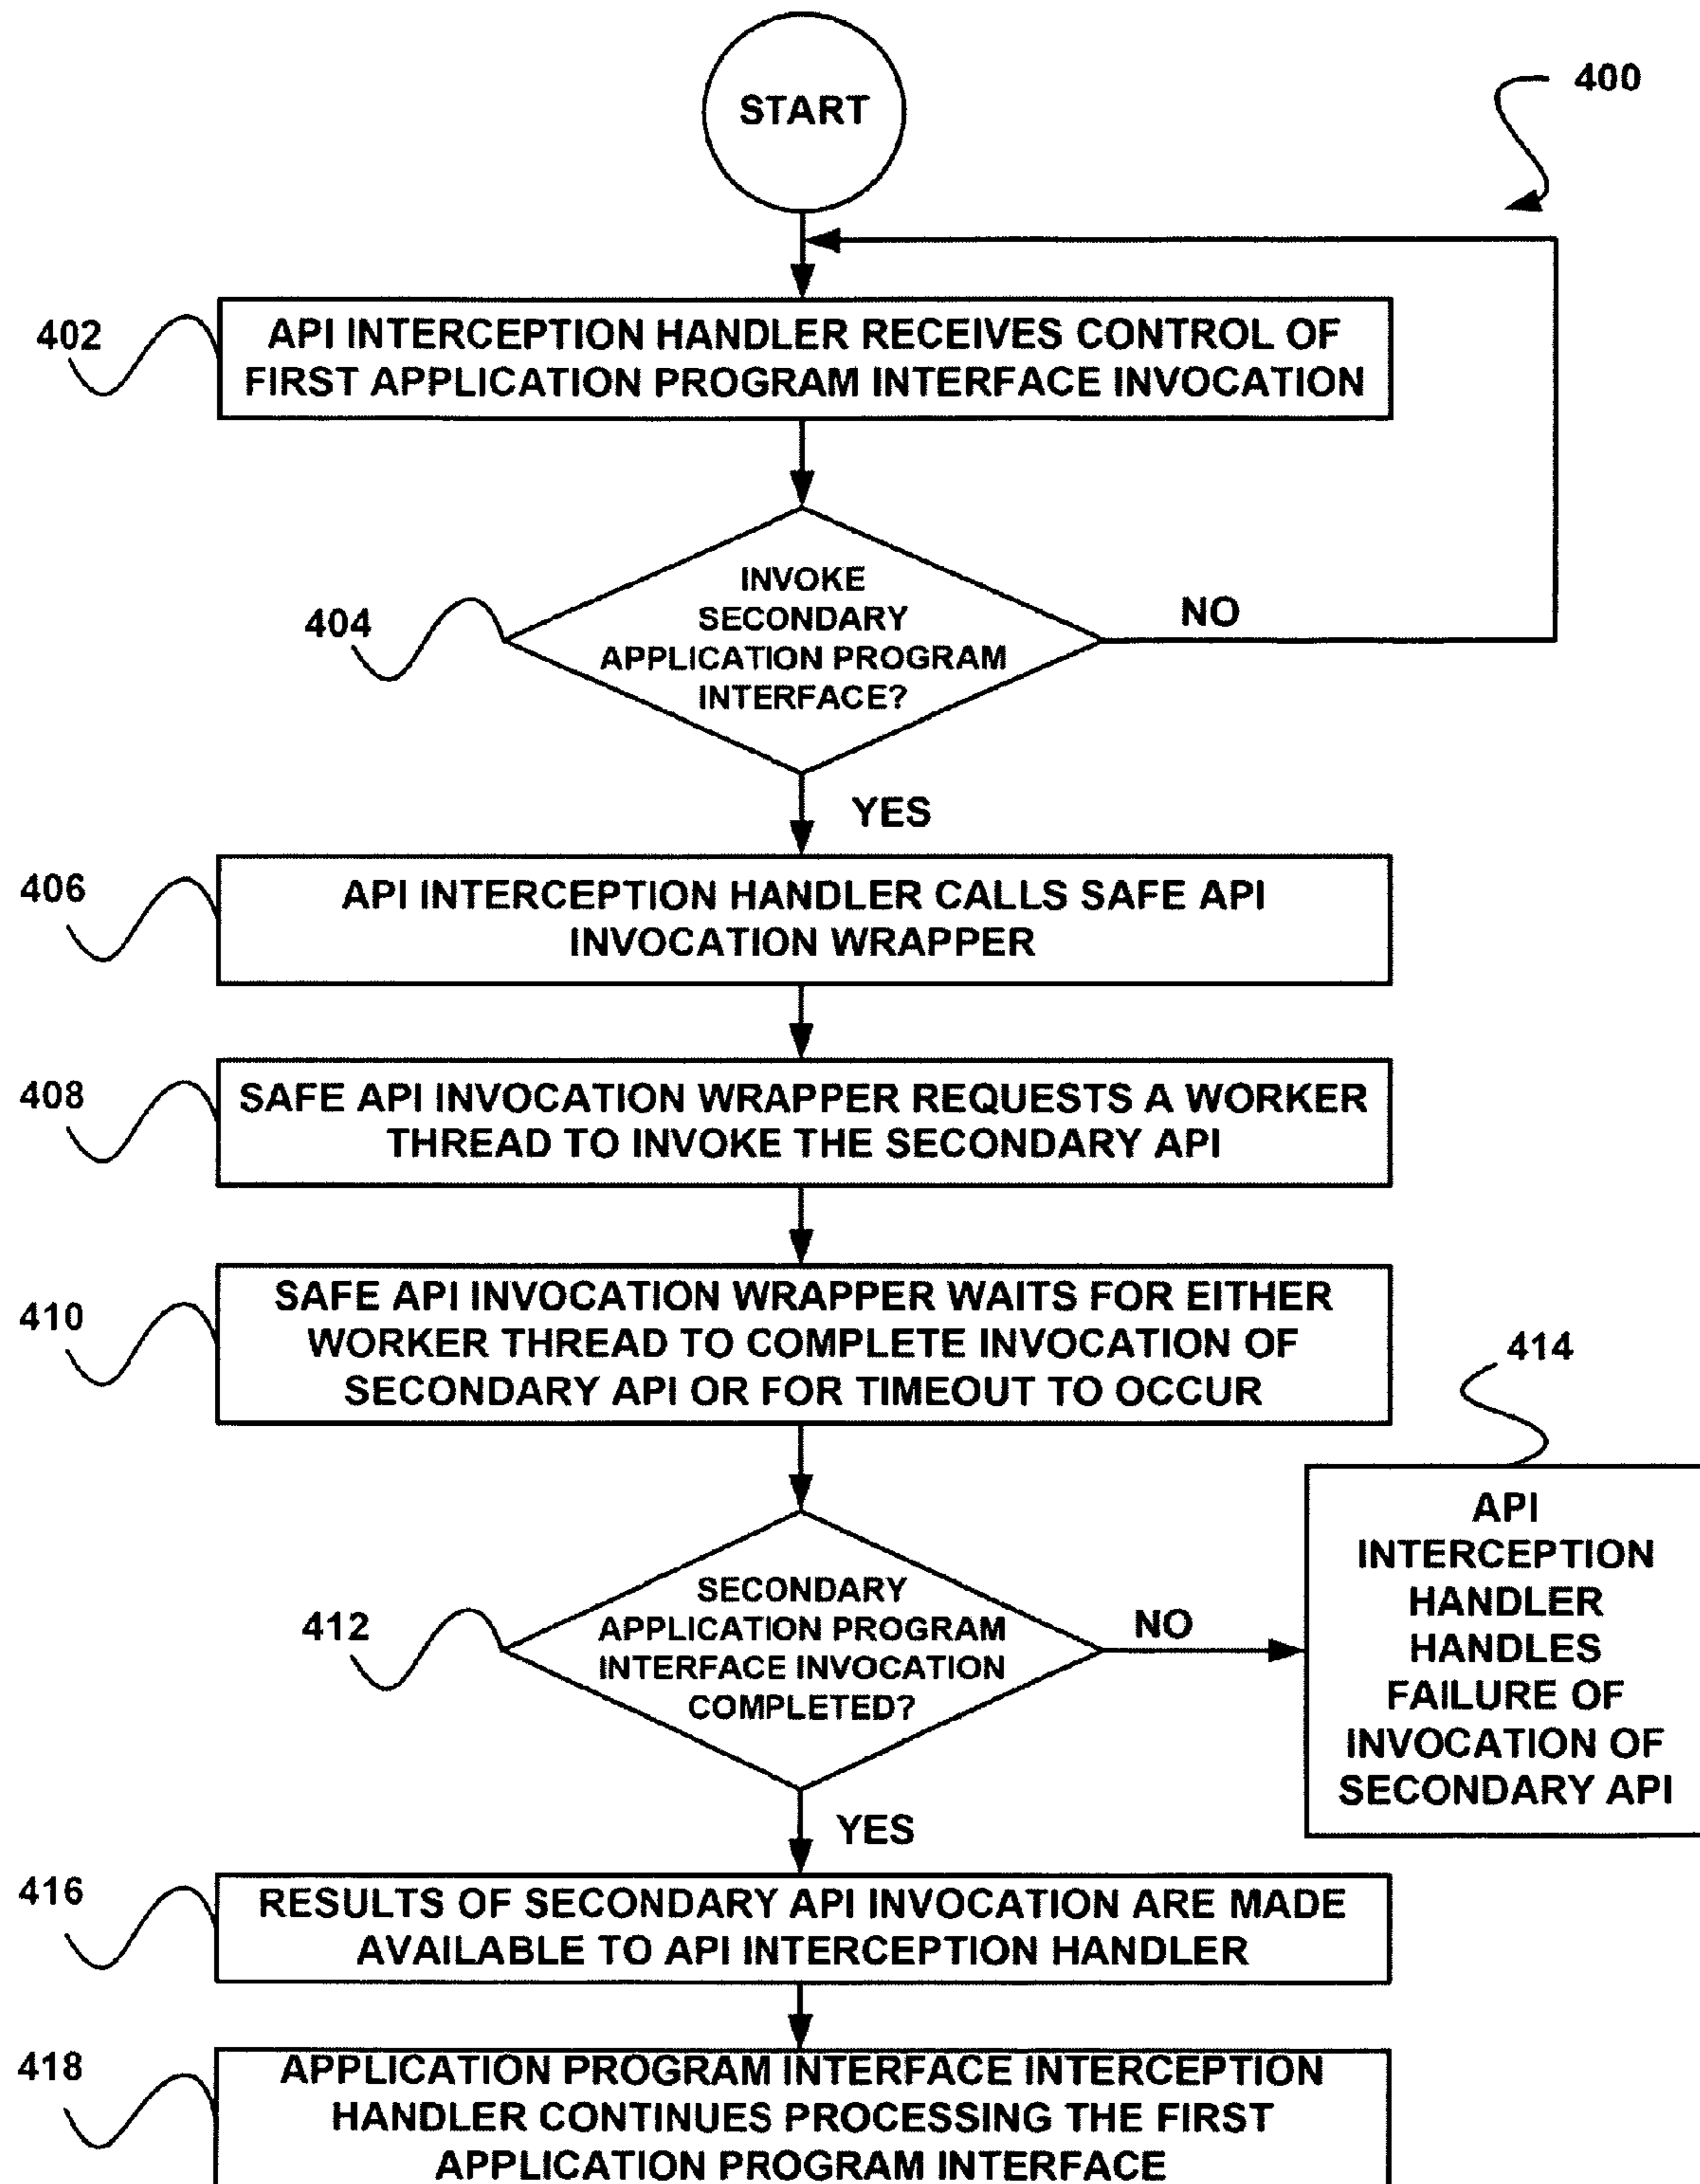 START
400
402
API INTERCEPTION HANDLER RECEIVES CONTROL OF
FIRST APPLICATION PROGRAM INTERFACE INVOCATION
404
INVOKE
SECONDARY
APPLICATION PROGRAM
INTERFACE?
NO
YES
406
API INTERCEPTION HANDLER CALLS SAFE API
INVOCATION WRAPPER
408
SAFE API INVOCATION WRAPPER REQUESTS A WORKER
THREAD TO INVOKE THE SECONDARY API
410
SAFE API INVOCATION WRAPPER WAITS FOR EITHER
WORKER THREAD TO COMPLETE INVOCATION OF
SECONDARY API OR FOR TIMEOUT TO OCCUR
412
SECONDARY
APPLICATION PROGRAM
INTERFACE INVOCATION
COMPLETED?
NO
414
API
INTERCEPTION
HANDLER
HANDLES
FAILURE OF
INVOCATION OF
SECONDARY API
YES
416
RESULTS OF SECONDARY API INVOCATION ARE MADE
AVAILABLE TO API INTERCEPTION HANDLER
418
APPLICATION PROGRAM INTERFACE INTERCEPTION
HANDLER CONTINUES PROCESSING THE FIRST
APPLICATION PROGRAM INTERFACE